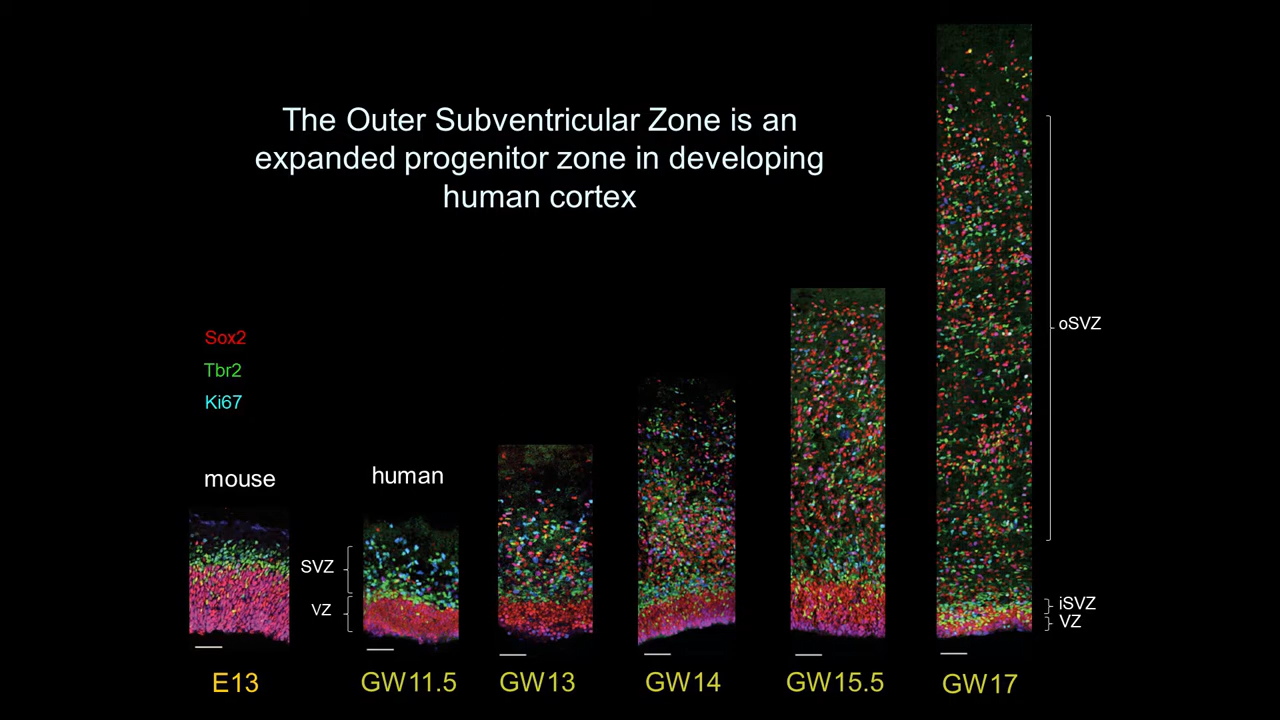 The Outer Subventricular Zone is an
expanded progenitor zone in developing
human cortex
Sox2
Tbr2
Ki67
mouse
human
SVZ
VZ
oSVZ
iSVZ
VZ
E13
GW11.5
GW13
GW14
GW15.5
GW17